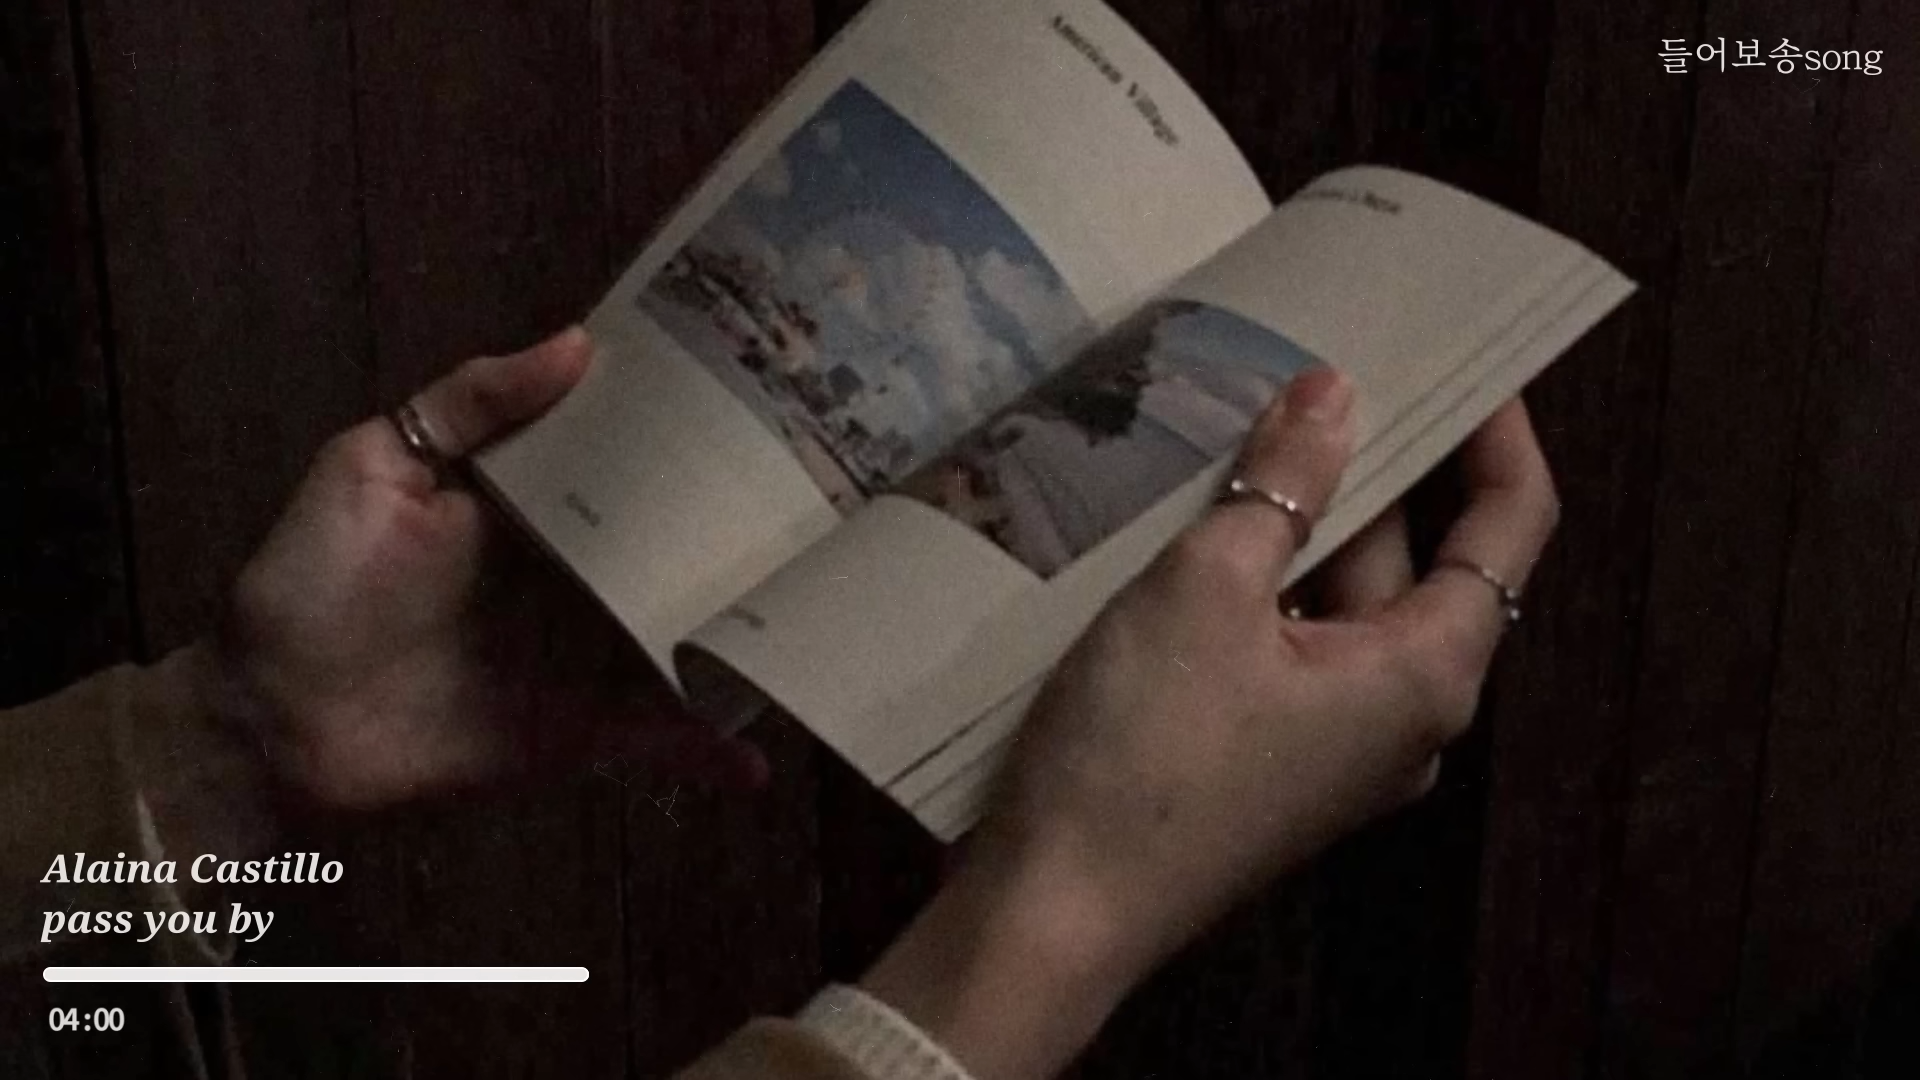 들어보송song
American Village
Alaina Castillo
pass you by
04:00